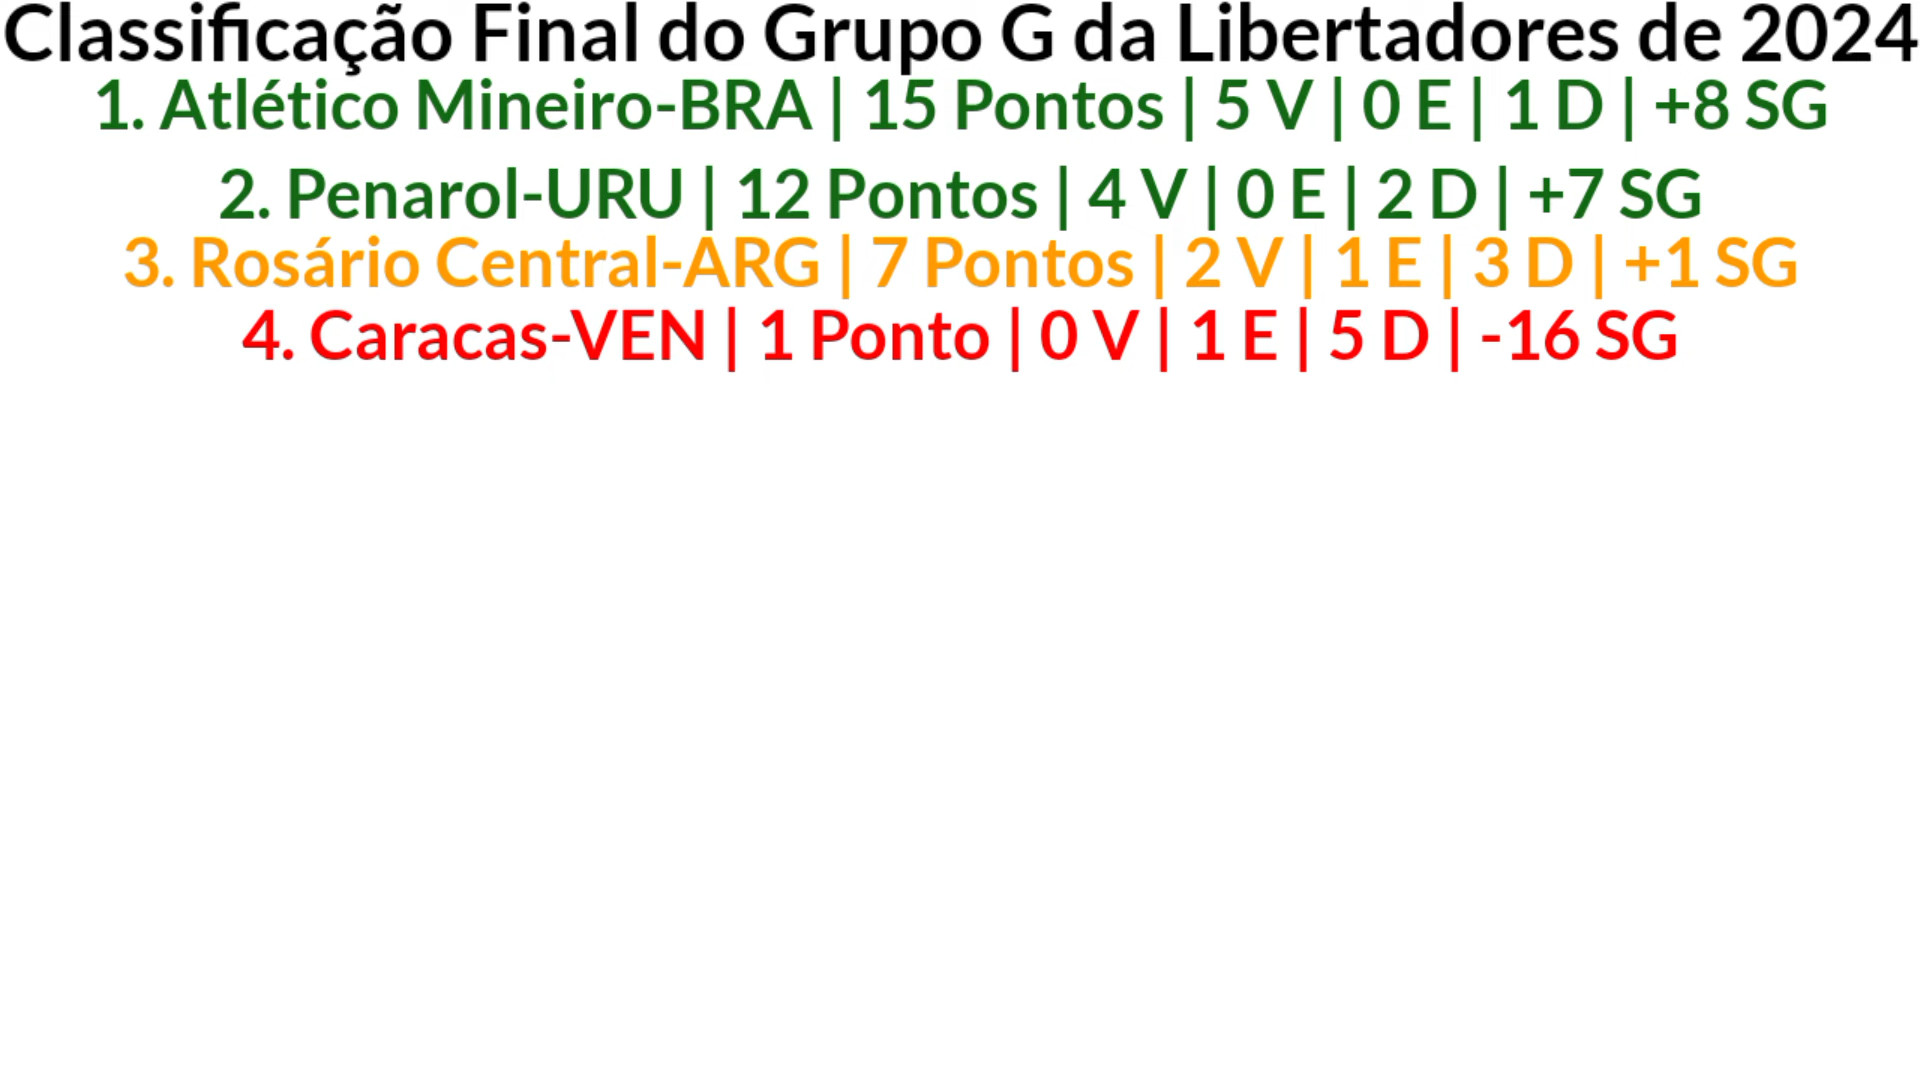 Classificação Final do Grupo G da Libertadores de 2024
1. Atlético Mineiro-BRA | 15 Pontos | 5 V | 0 E | 1 D | +8 SG
2. Penarol-URU | 12 Pontos | 4 V | 0 E | 2 D | +7 SG
3. Rosário Central-ARG | 7 Pontos | 2 V | 1 E | 3 D | +1 SG
4. Caracas-VEN | 1 Ponto | 0 V | 1 E | 5 D | -16 SG